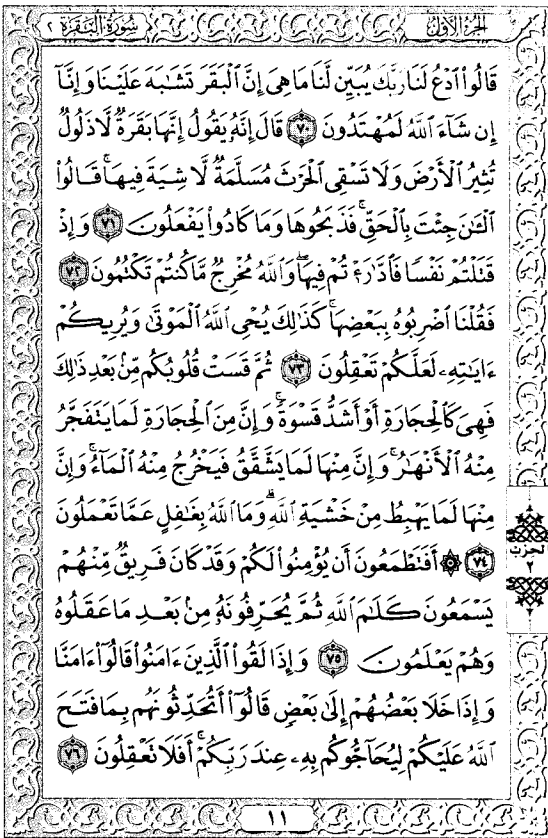 سُورَةُ البَقَرَةِ ٢
الجُزْءُ الأَوَّلُ
قَالُوا۟ ٱدْعُ لَنَا رَبَّكَ يُبَيِّن لَّنَا مَا هِىَ إِنَّ ٱلْبَقَرَ تَشَٰبَهَ عَلَيْنَا وَإِنَّآ
إِن شَآءَ ٱللَّهُ لَمُهْتَدُونَ ٧٠ قَالَ إِنَّهُۥ يَقُولُ إِنَّهَا بَقَرَةٌ لَّا ذَلُولٌ
تُثِيرُ ٱلْأَرْضَ وَلَا تَسْقِى ٱلْحَرْثَ مُسَلَّمَةٌ لَّا شِيَةَ فِيهَا ۚ قَالُوا۟
ٱلْـَٰٔنَ جِئْتَ بِٱلْحَقِّ ۚ فَذَبَحُوهَا وَمَا كَادُوا۟ يَفْعَلُونَ ٧١ وَإِذْ
قَتَلْتُمْ نَفْسًا فَٱدَّٰرَْٰٔتُمْ فِيهَا ۖ وَٱللَّهُ مُخْرِجٌ مَّا كُنتُمْ تَكْتُمُونَ ٧٢
فَقُلْنَا ٱضْرِبُوهُ بِبَعْضِهَا ۚ كَذَٰلِكَ يُحْىِ ٱللَّهُ ٱلْمَوْتَىٰ وَيُرِيكُمْ
ءَايَٰتِهِۦ لَعَلَّكُمْ تَعْقِلُونَ ٧٣ ثُمَّ قَسَتْ قُلُوبُكُم مِّنۢ بَعْدِ ذَٰلِكَ
فَهِىَ كَٱلْحِجَارَةِ أَوْ أَشَدُّ قَسْوَةً ۚ وَإِنَّ مِنَ ٱلْحِجَارَةِ لَمَا يَتَفَجَّرُ
مِنْهُ ٱلْأَنْهَٰرُ ۚ وَإِنَّ مِنْهَا لَمَا يَشَّقَّقُ فَيَخْرُجُ مِنْهُ ٱلْمَآءُ ۚ وَإِنَّ
مِنْهَا لَمَا يَهْبِطُ مِنْ خَشْيَةِ ٱللَّهِ ۗ وَمَا ٱللَّهُ بِغَٰفِلٍ عَمَّا تَعْمَلُونَ
٧٤ ۞ أَفَتَطْمَعُونَ أَن يُؤْمِنُوا۟ لَكُمْ وَقَدْ كَانَ فَرِيقٌ مِّنْهُمْ
يَسْمَعُونَ كَلَٰمَ ٱللَّهِ ثُمَّ يُحَرِّفُونَهُۥ مِنۢ بَعْدِ مَا عَقَلُوهُ
وَهُمْ يَعْلَمُونَ ٧٥ وَإِذَا لَقُوا۟ ٱلَّذِينَ ءَامَنُوا۟ قَالُوٓا۟ ءَامَنَّا
وَإِذَا خَلَا بَعْضُهُمْ إِلَىٰ بَعْضٍ قَالُوٓا۟ أَتُحَدِّثُونَهُم بِمَا فَتَحَ
ٱللَّهُ عَلَيْكُمْ لِيُحَآجُّوكُم بِهِۦ عِندَ رَبِّكُمْ ۚ أَفَلَا تَعْقِلُونَ ٧٦
الحزب
٢
١١